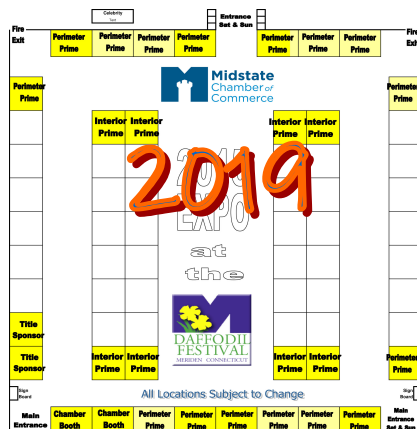 Celebrity
Text
Entrance
Sat & Sun
Fire
Exit
Perimeter Prime
Perimeter Prime
Perimeter Prime
Perimeter Prime
Perimeter Prime
Perimeter Prime
Perimeter Prime
Fire
Exit
Midstate
Chamber of
Commerce
Perimeter
Prime
Perimeter
Prime
Interior Interior
Prime Prime
Interior Interior
Prime Prime
2019
EXPO
at
the
Title
Sponsor
DAFFODIL
FESTIVAL
MERIDEN CONNECTICUT
Title
Sponsor
Interior Interior
Prime Prime
Interior Interior
Prime Prime
Perimeter
Prime
Sign
Board
All Locations Subject to Change
Sign
Board
Main
Entrance
Chamber
Booth
Chamber
Booth
Perimeter
Prime
Perimeter
Prime
Perimeter
Prime
Perimeter
Prime
Perimeter
Prime
Perimeter
Prime
Main
Entrance
Sat & Sun